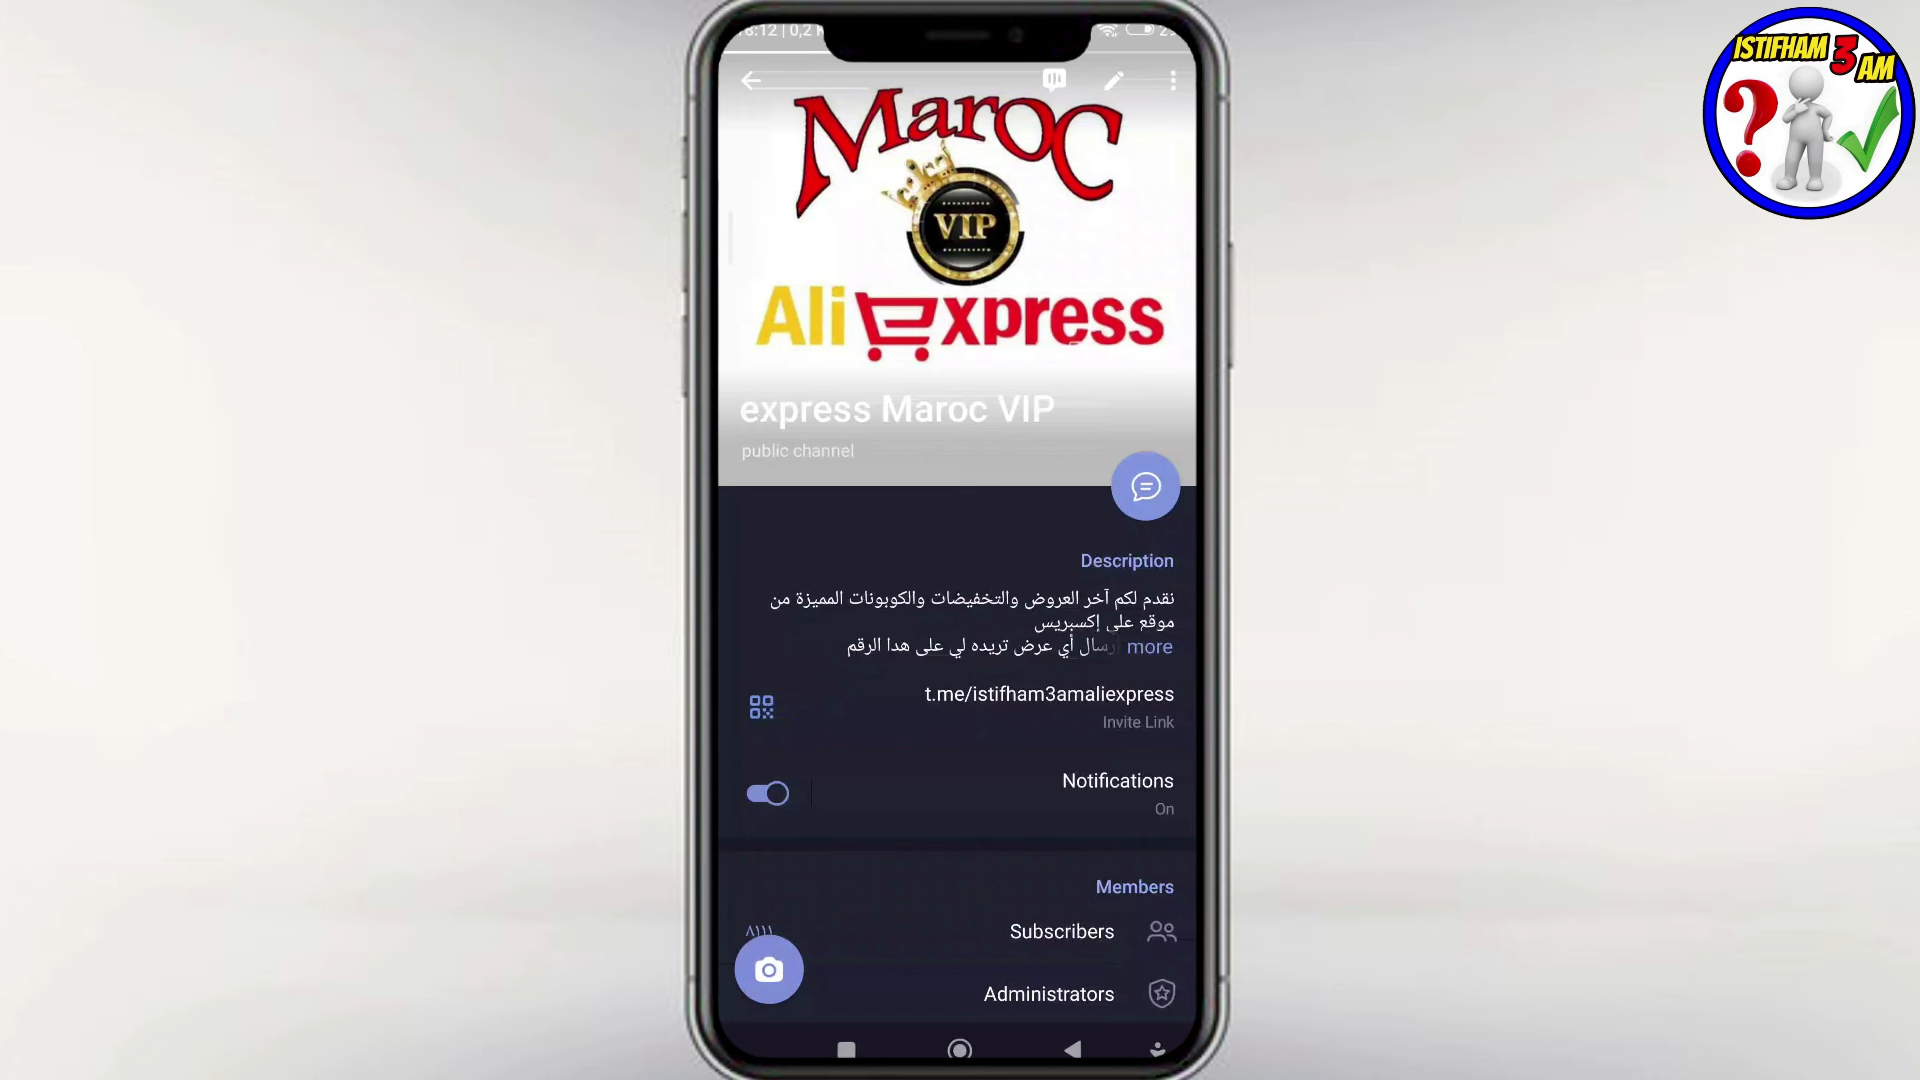 ISTIFHAM 3 AM
MaroC
VIP
AliExpress
express Maroc VIP
public channel
Description
نقدم لكم آخر العروض والتخفيضات والكوبونات المميزة من
موقع على إكسبريس
أي عرض تريده لي على هدا الرقم more
t.me/istifham3amaliexpress
Invite Link
Notifications
On
Members
Subscribers
Administrators